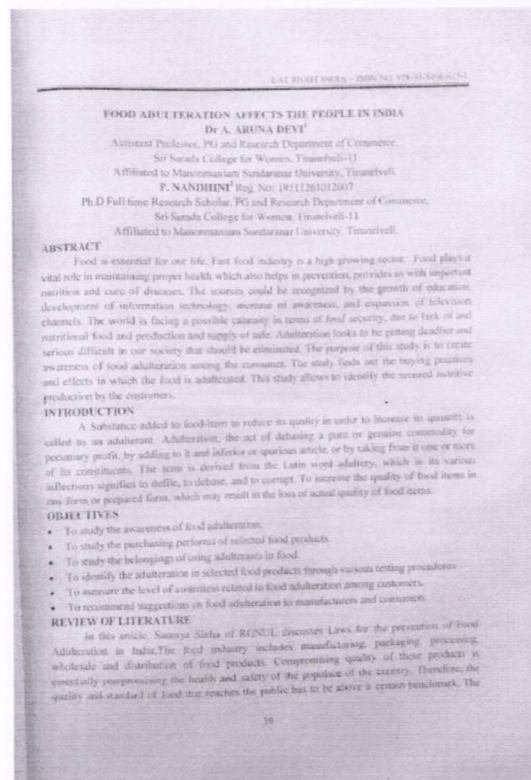 EAT RIGHT INDIA – ISBN NO. 978-93-5458-
FOOD ADULTERATION AFFECTS THE PEOPLE IN INDIA
Dr A. ARUNA DEVI1
Assistant Professor, PG and Research Department of Commerce,
Sri Sarada College for Women, Tirunelveli-11
Affiliated to Manonmaniam Sundaranar University, Tirunelveli.
P. NANDHINI2 Reg. No: 19111261012007
Ph.D Full time Research Scholar, PG and Research Department of Commerce,
Sri Sarada College for Women, Tirunelveli-11
Affiliated to Manonmaniam Sundaranar University, Tirunelveli.
ABSTRACT
Food is essential for our life. Fast food industry is a high growing sector. Food plays a
vital role in maintaining proper health which also helps in prevention, provides us with important
nutrition and cure of diseases. The sources could be recognized by the growth of education,
development of information technology, increase of awareness, and expansion of television
channels. The world is facing a possible calamity in terms of food security, due to lack of and
nutritional food and production and supply of safe. Adulteration looks to be getting deadlier and
serious difficult in our society that should be eliminated. The purpose of this study is to create
awareness of food adulteration among the consumer. The study finds out the buying practices
and effects in which the food is adulterated. This study allows to identify the secured nutritive
production by the customers.
INTRODUCTION
A Substance added to food-item to reduce its quality in order to increase its quantity is
called as an adulterant. Adulteration, the act of debasing a pure or genuine commodity for
pecuniary profit, by adding to it and inferior or spurious article, or by taking from it one or more
of its constituents. The term is derived from the Latin word adultery, which in its various
inflections signifies to defile, to debase, and to corrupt. To increase the quality of food items in
raw form or prepared form, which may result in the loss of actual quality of food items.
OBJECTIVES
• To study the awareness of food adulteration.
• To study the purchasing performs of selected food products.
• To study the belongings of using adulterants in food.
• To identify the adulteration in selected food products through various testing procedures.
• To measure the level of awareness related to food adulteration among customers.
• To recommend suggestions on food adulteration to manufacturers and consumers.
REVIEW OF LITERATURE
In this article, Saumya Sinha of RGNUL discusses Laws for the prevention of Food
Adulteration in India.The food industry includes manufacturing, packaging, processing,
wholesale and distribution of food products. Compromising quality of these products is
essentially compromising the health and safety of the populace of the country. Therefore, the
quality and standard of food that reaches the public has to be above a certain benchmark. The